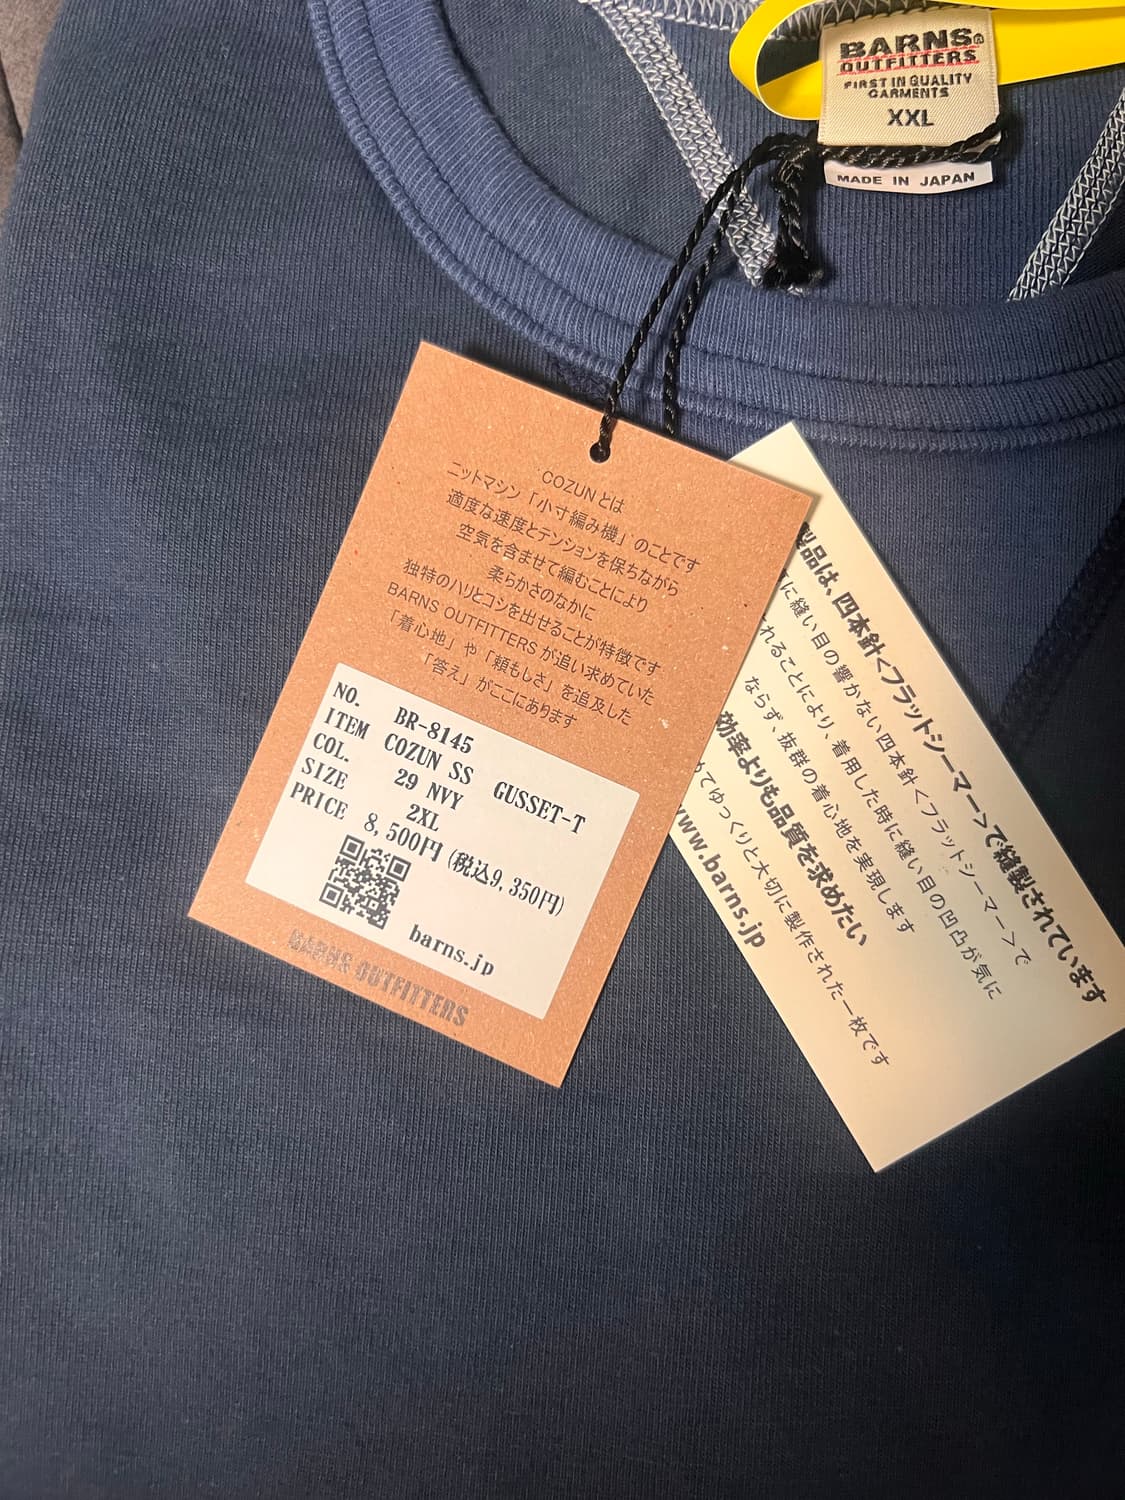 BARNS®
OUTFITTERS
FIRST IN QUALITY
GARMENTS
XXL
MADE IN JAPAN
COZUNとは
ニットマシン「小寸編み機」のことです
適度な速度とテンションを保ちながら
空気を含ませて編むことにより
柔らかさのなかに
独特のハリとコシを出せることが特徴です
BARNS OUTFITTERSが追い求めていた
「着心地」や「頼もしさ」を追及した
「答え」がここにあります
NO. BR-8145
ITEM COZUN SS GUSSET-T
COL. 29 NVY
SIZE 2XL
PRICE 8,500円(税込9,350円)
barns.jp
BARNS OUTFITTERS
製品は、四本針<フラットシーマー>で縫製されています
に縫い目の響かない四本針<フラットシーマー>で
れることにより、着用した時に縫い目の凹凸が気に
ならず、抜群の着心地を実現します
効率よりも品質を求めたい
めてゆっくりと大切に製作された一枚です
www.barns.jp